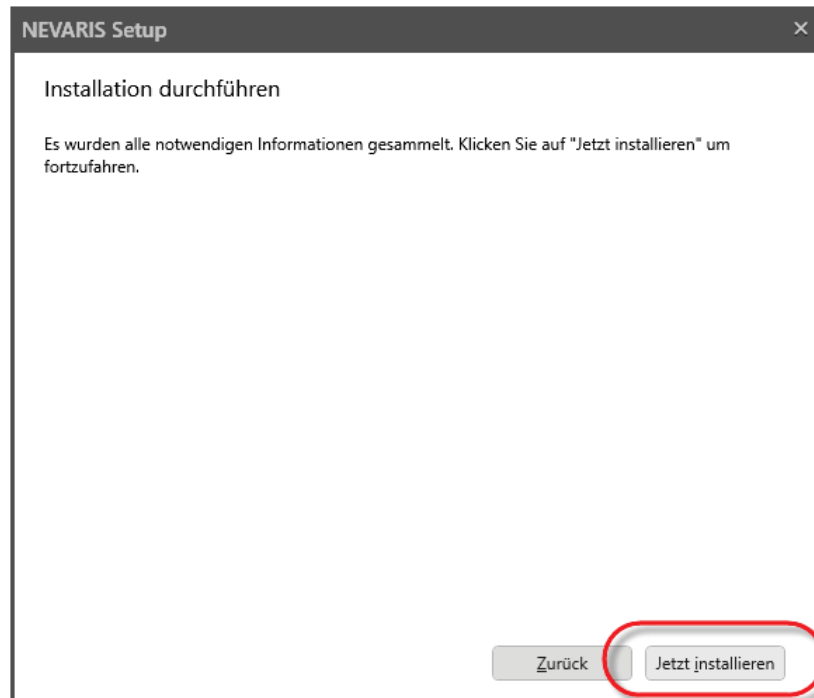 NEVARIS Setup
Installation durchführen
Es wurden alle notwendigen Informationen gesammelt. Klicken Sie auf "Jetzt installieren" um
fortzufahren.
Zurück
Jetzt installieren